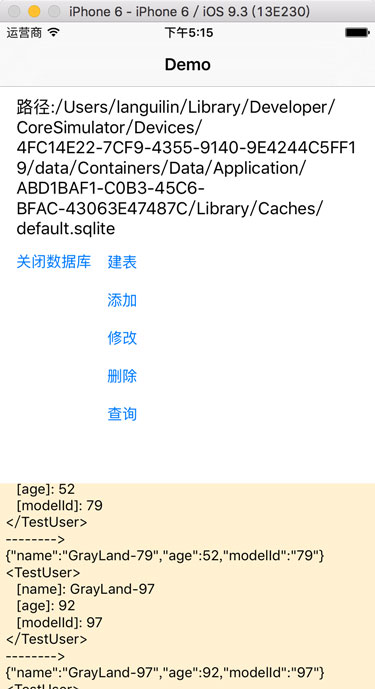 iPhone 6 - iPhone 6 / iOS 9.3 (13E230)
运营商 下午5:15
Demo
路径:/Users/languilin/Library/Developer/
CoreSimulator/Devices/
4FC14E22-7CF9-4355-9140-9E4244C5FF1
9/data/Containers/Data/Application/
ABD1BAF1-C0B3-45C6-
BFAC-43063E47487C/Library/Caches/
default.sqlite
关闭数据库 建表
添加
修改
删除
查询
[age]: 52
[modelId]: 79
</TestUser>
-------->
{"name":"GrayLand-79","age":52,"modelId":"79"}
<TestUser>
[name]: GrayLand-97
[age]: 92
[modelId]: 97
</TestUser>
-------->
{"name":"GrayLand-97","age":92,"modelId":"97"}
<TestUser>